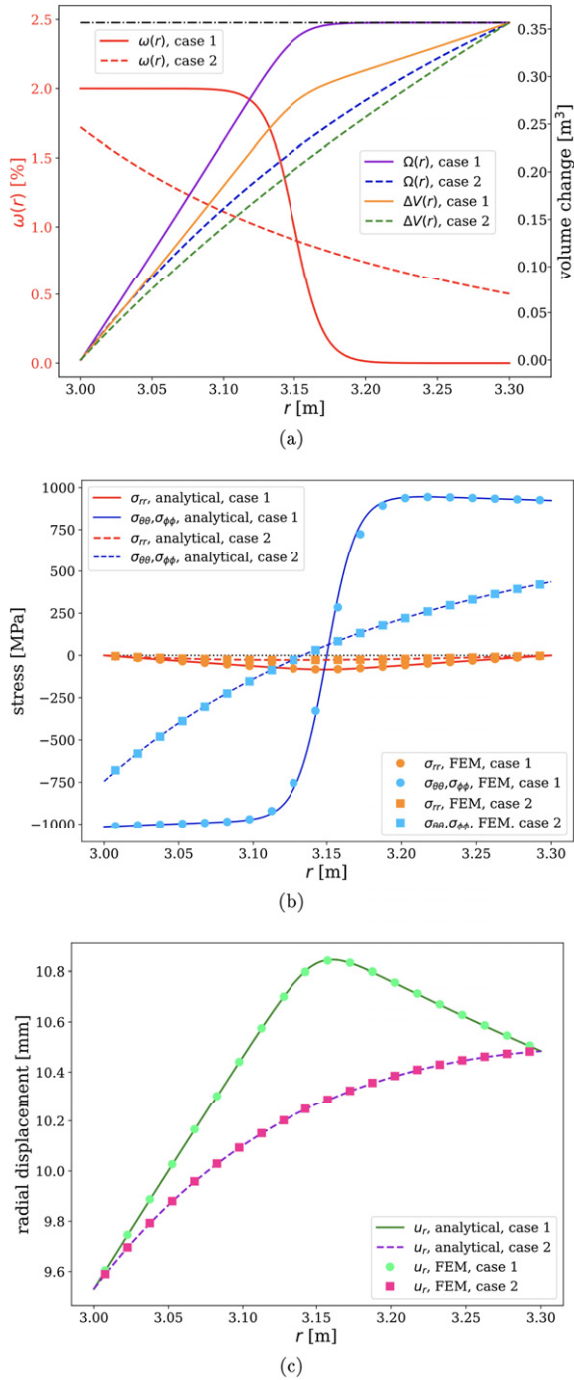 2.5
2.0
1.5
1.0
0.5
0.0
ω(r) [%]
ω(r), case 1
ω(r), case 2
Ω(r), case 1
Ω(r), case 2
ΔV(r), case 1
ΔV(r), case 2
0.35
0.30
0.25
0.20
0.15
0.10
0.05
0.00
volume change [m³]
3.00 3.05 3.10 3.15 3.20 3.25 3.30
r [m]
(a)
1000
750
500
250
0
−250
−500
−750
−1000
stress [MPa]
σrr, analytical, case 1
σθθ,σϕϕ, analytical, case 1
σrr, analytical, case 2
σθθ,σϕϕ, analytical, case 2
σrr, FEM, case 1
σθθ,σϕϕ, FEM, case 1
σrr, FEM, case 2
σθθ,σϕϕ, FEM, case 2
3.00 3.05 3.10 3.15 3.20 3.25 3.30
r [m]
(b)
10.8
10.6
10.4
10.2
10.0
9.8
9.6
radial displacement [mm]
ur, analytical, case 1
ur, analytical, case 2
ur, FEM, case 1
ur, FEM, case 2
3.00 3.05 3.10 3.15 3.20 3.25 3.30
r [m]
(c)